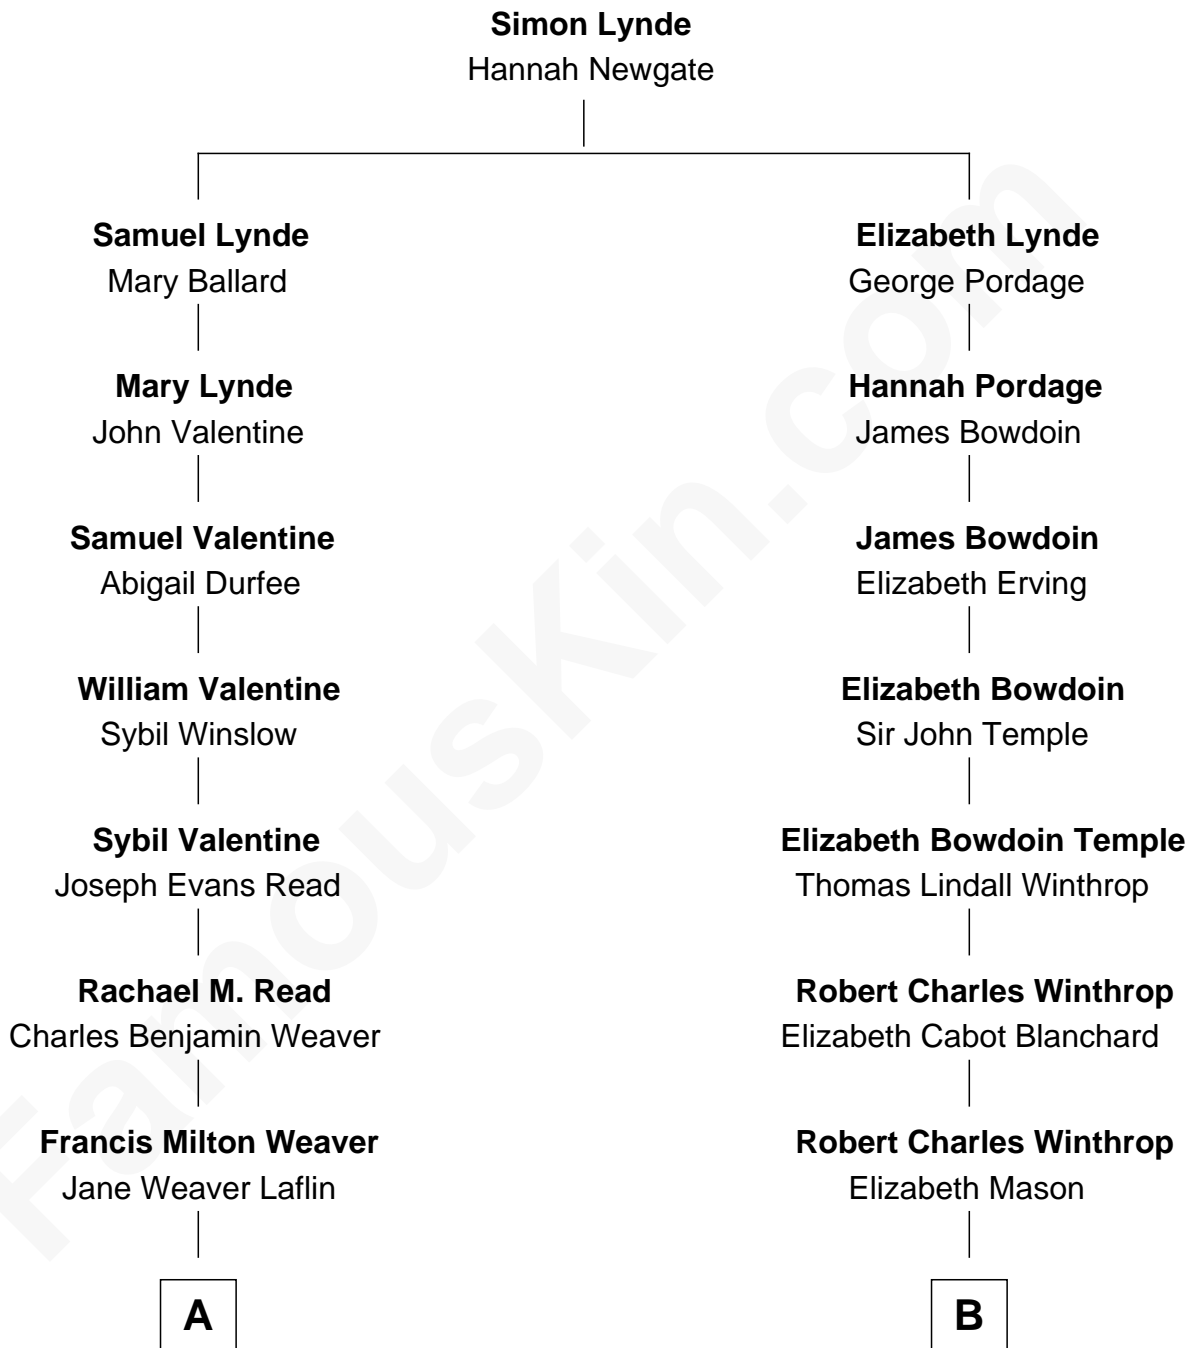 Simon Lynde
Hannah Newgate
Samuel Lynde
Mary Ballard
Elizabeth Lynde
George Pordage
Mary Lynde
John Valentine
Hannah Pordage
James Bowdoin
Samuel Valentine
Abigail Durfee
James Bowdoin
Elizabeth Erving
William Valentine
Sybil Winslow
Elizabeth Bowdoin
Sir John Temple
Sybil Valentine
Joseph Evans Read
Elizabeth Bowdoin Temple
Thomas Lindall Winthrop
Rachael M. Read
Charles Benjamin Weaver
Robert Charles Winthrop
Elizabeth Cabot Blanchard
Francis Milton Weaver
Jane Weaver Laflin
Robert Charles Winthrop
Elizabeth Mason
A
B
FamousKin.com